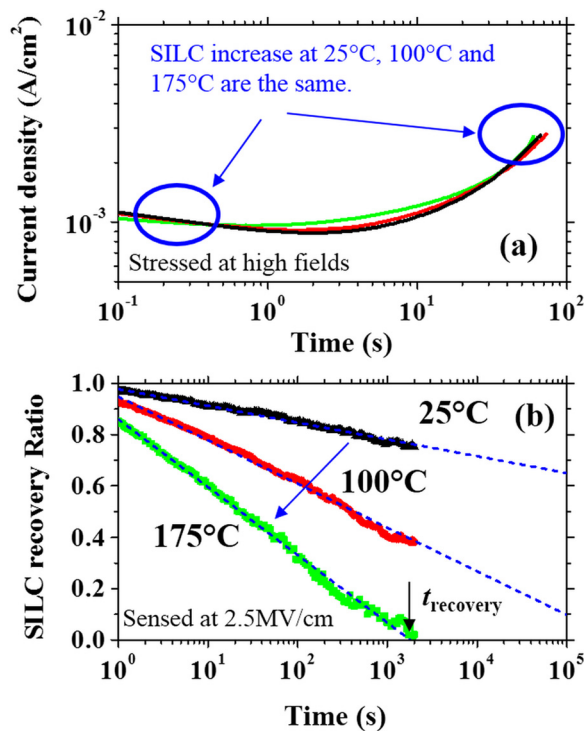 Current density (A/cm²)
10⁻²
10⁻³
SILC increase at 25°C, 100°C and
175°C are the same.
Stressed at high fields
(a)
10⁻¹ 10⁰ 10¹ 10²
Time (s)
SILC recovery Ratio
1.0
0.8
0.6
0.4
0.2
0.0
(b)
25°C
100°C
175°C
t_recovery
Sensed at 2.5MV/cm
10⁰ 10¹ 10² 10³ 10⁴ 10⁵
Time (s)